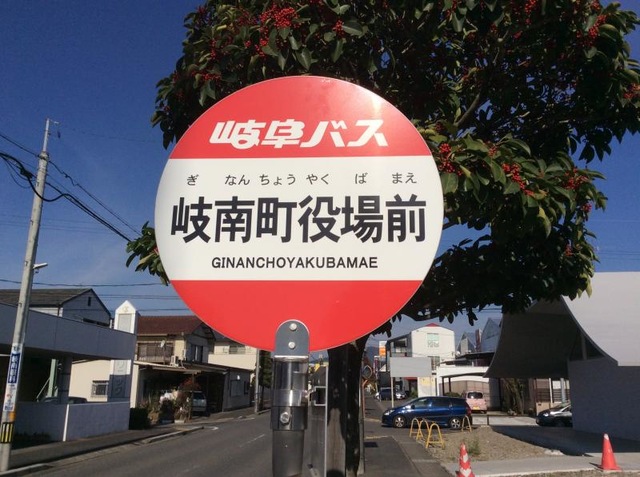 岐阜バス
ぎ なん ちょう やく ば まえ
岐南町役場前
GINANCHOYAKUBAMAE